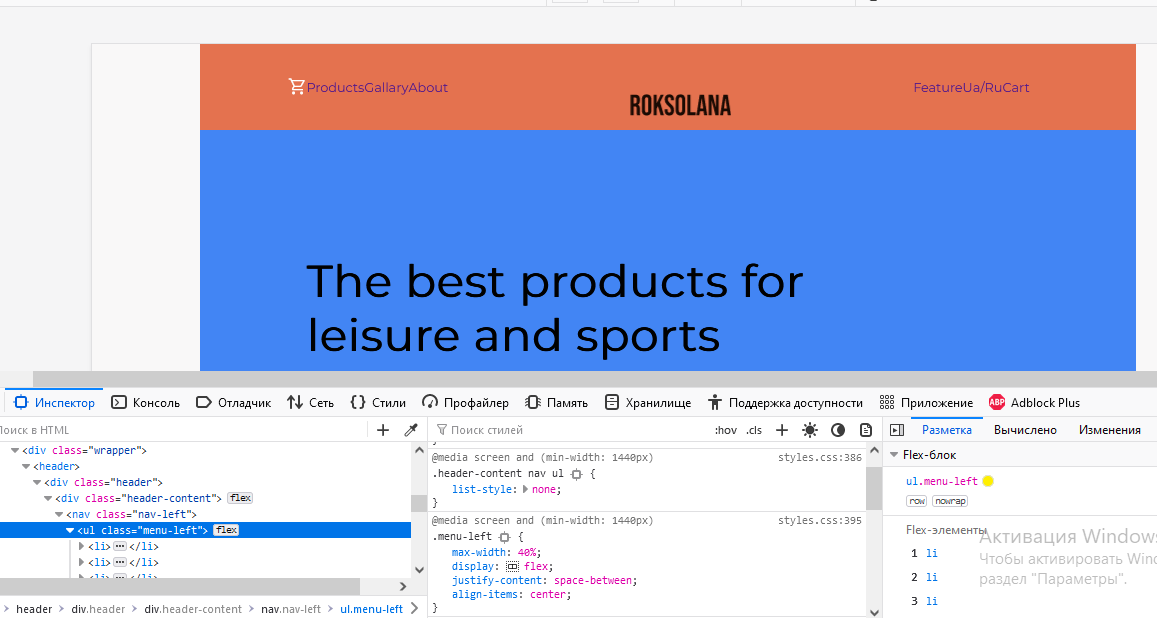 ProductsGallaryAbout
ROKSOLANA
FeatureUa/RuCart
The best products for
leisure and sports
Инспектор Консоль Отладчик Сеть Стили Профайлер Память Хранилище Поддержка доступности Приложение ABP Adblock Plus
Поиск в HTML
<div class="wrapper">
<header>
<div class="header">
<div class="header-content"> flex
<nav class="nav-left">
<ul class="menu-left"> flex
<li> ••• </li>
<li> ••• </li>
<li> ••• </li>
header > div.header > div.header-content > nav.nav-left > ul.menu-left
Поиск стилей :hov .cls
}
@media screen and (min-width: 1440px) styles.css:386
.header-content nav ul {
list-style: none;
}
@media screen and (min-width: 1440px) styles.css:395
.menu-left {
max-width: 40%;
display: flex;
justify-content: space-between;
align-items: center;
}
Разметка Вычислено Изменения
Flex-блок
ul.menu-left
row nowrap
Flex-элементы
1 li
2 li
3 li
Активация Windows
Чтобы активировать Wind
раздел "Параметры".